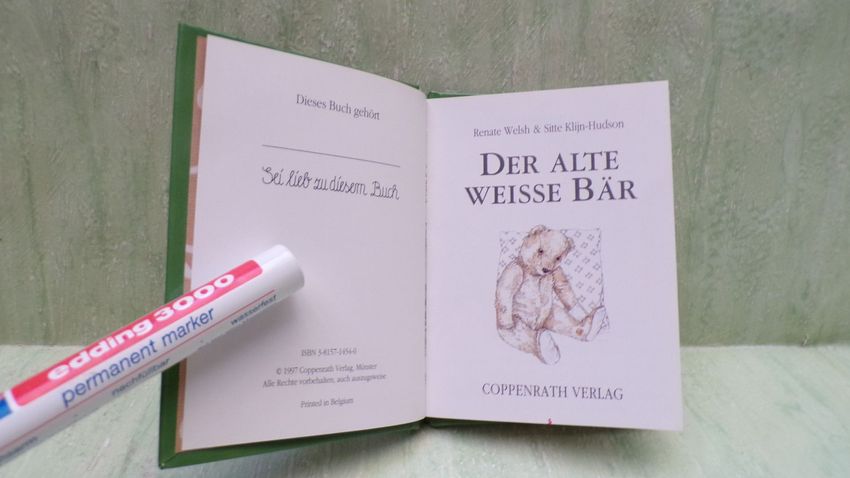 Dieses Buch gehört
Sei lieb zu diesem Buch
ISBN 3-8157-1454-0
© 1997 Coppenrath Verlag, Münster
Alle Rechte vorbehalten, auch auszugsweise
Printed in Belgium
Renate Welsh & Sitte Klijn-Hudson
DER ALTE
WEISSE BÄR
COPPENRATH VERLAG
edding 3000
permanent marker
wasserfest
nachfüllbar